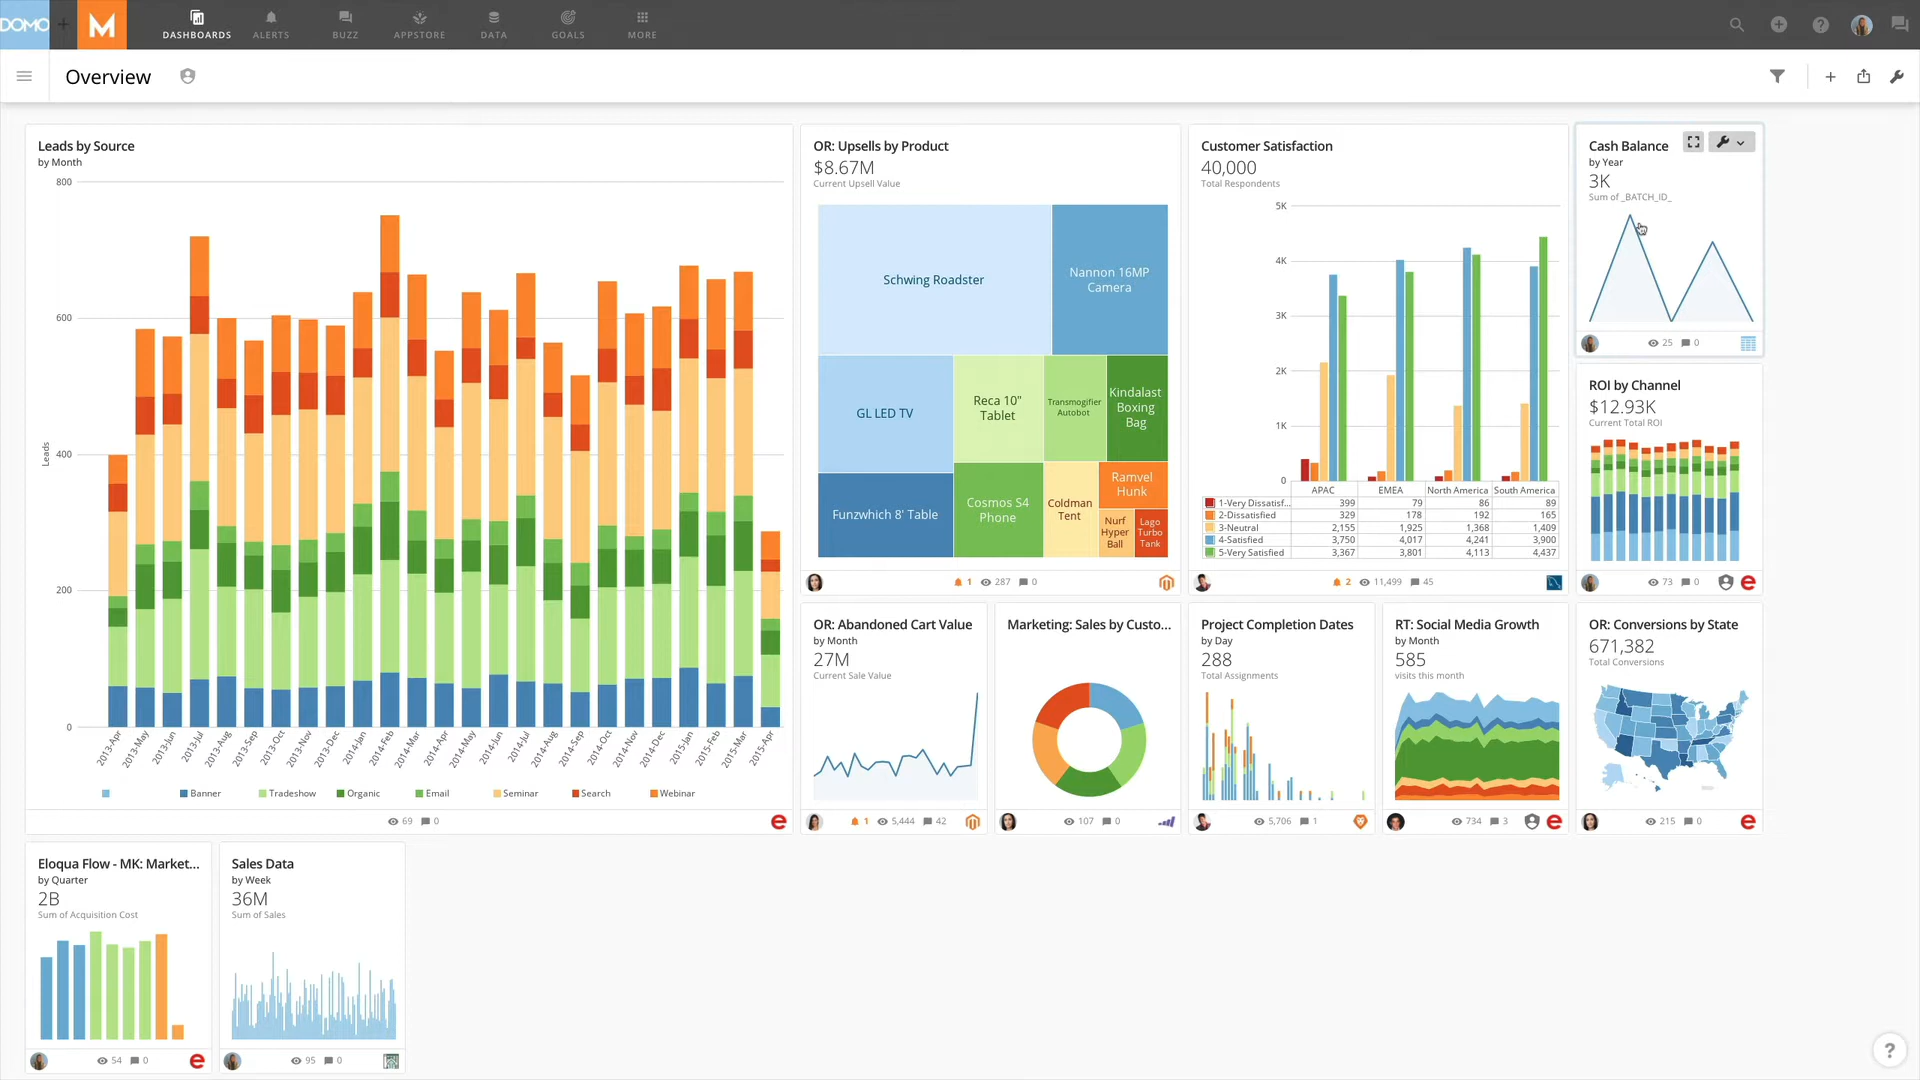 DOMO
M
DASHBOARDS
ALERTS
BUZZ
APPSTORE
DATA
GOALS
MORE
Overview
Leads by Source
by Month
800
600
400
200
0
Leads
2013-Apr
2013-May
2013-Jun
2013-Jul
2013-Aug
2013-Sep
2013-Oct
2013-Nov
2013-Dec
2014-Jan
2014-Feb
2014-Mar
2014-Apr
2014-May
2014-Jun
2014-Jul
2014-Aug
2014-Sep
2014-Oct
2014-Nov
2014-Dec
2015-Jan
2015-Feb
2015-Mar
2015-Apr
Banner Tradeshow Organic Email Seminar Search Webinar
69 0
OR: Upsells by Product
$8.67M
Current Upsell Value
Schwing Roadster
Nannon 16MP
Camera
GL LED TV
Reca 10"
Tablet
Transmogifier
Autobot
Kindalast
Boxing
Bag
Funzwhich 8' Table
Cosmos S4
Phone
Coldman
Tent
Ramvel
Hunk
Nurf
Hyper
Ball
Lago
Turbo
Tank
1 287 0
Customer Satisfaction
40,000
Total Respondents
5K
4K
3K
2K
1K
0
APAC EMEA North America South America
1-Very Dissatisf... 399 79 86 89
2-Dissatisfied 329 178 192 165
3-Neutral 2,155 1,925 1,368 1,409
4-Satisfied 3,750 4,017 4,241 3,900
5-Very Satisfied 3,367 3,801 4,113 4,437
2 11,499 45
Cash Balance
by Year
3K
Sum of _BATCH_ID_
25 0
ROI by Channel
$12.93K
Current Total ROI
73 0
OR: Abandoned Cart Value
by Month
27M
Current Sale Value
1 5,444 42
Marketing: Sales by Custo...
107 0
Project Completion Dates
by Day
288
Total Assignments
5,706 1
RT: Social Media Growth
by Month
585
visits this month
734 3
OR: Conversions by State
671,382
Total Conversions
215 0
Eloqua Flow - MK: Market...
by Quarter
2B
Sum of Acquisition Cost
54 0
Sales Data
by Week
36M
Sum of Sales
95 0